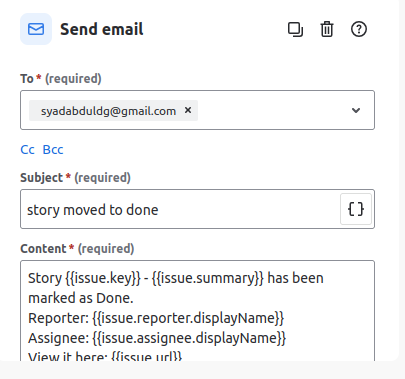 Send email
To * (required)
syadabduldg@gmail.com ×
Cc Bcc
Subject * (required)
story moved to done
{}
Content * (required)
Story {{issue.key}} - {{issue.summary}} has been
marked as Done.
Reporter: {{issue.reporter.displayName}}
Assignee: {{issue.assignee.displayName}}
View it here: {{issue.url}}